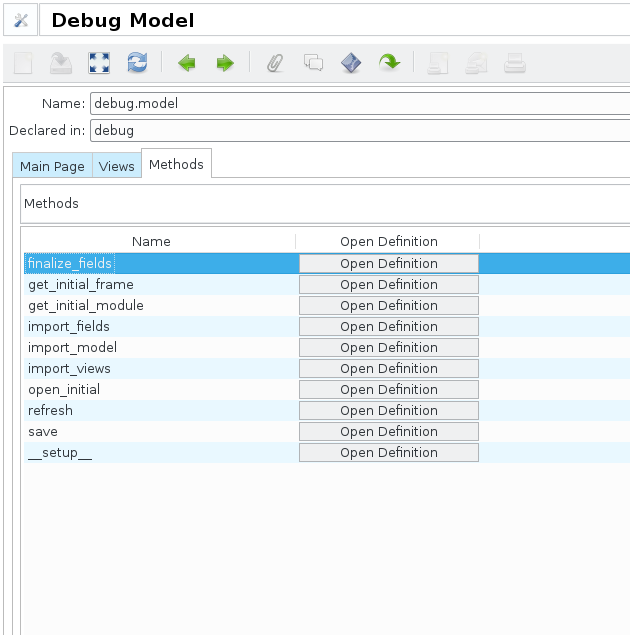 Debug Model
Name: debug.model
Declared in: debug
Main Page Views Methods
Methods
Name Open Definition
finalize_fields Open Definition
get_initial_frame Open Definition
get_initial_module Open Definition
import_fields Open Definition
import_model Open Definition
import_views Open Definition
open_initial Open Definition
refresh Open Definition
save Open Definition
__setup__ Open Definition